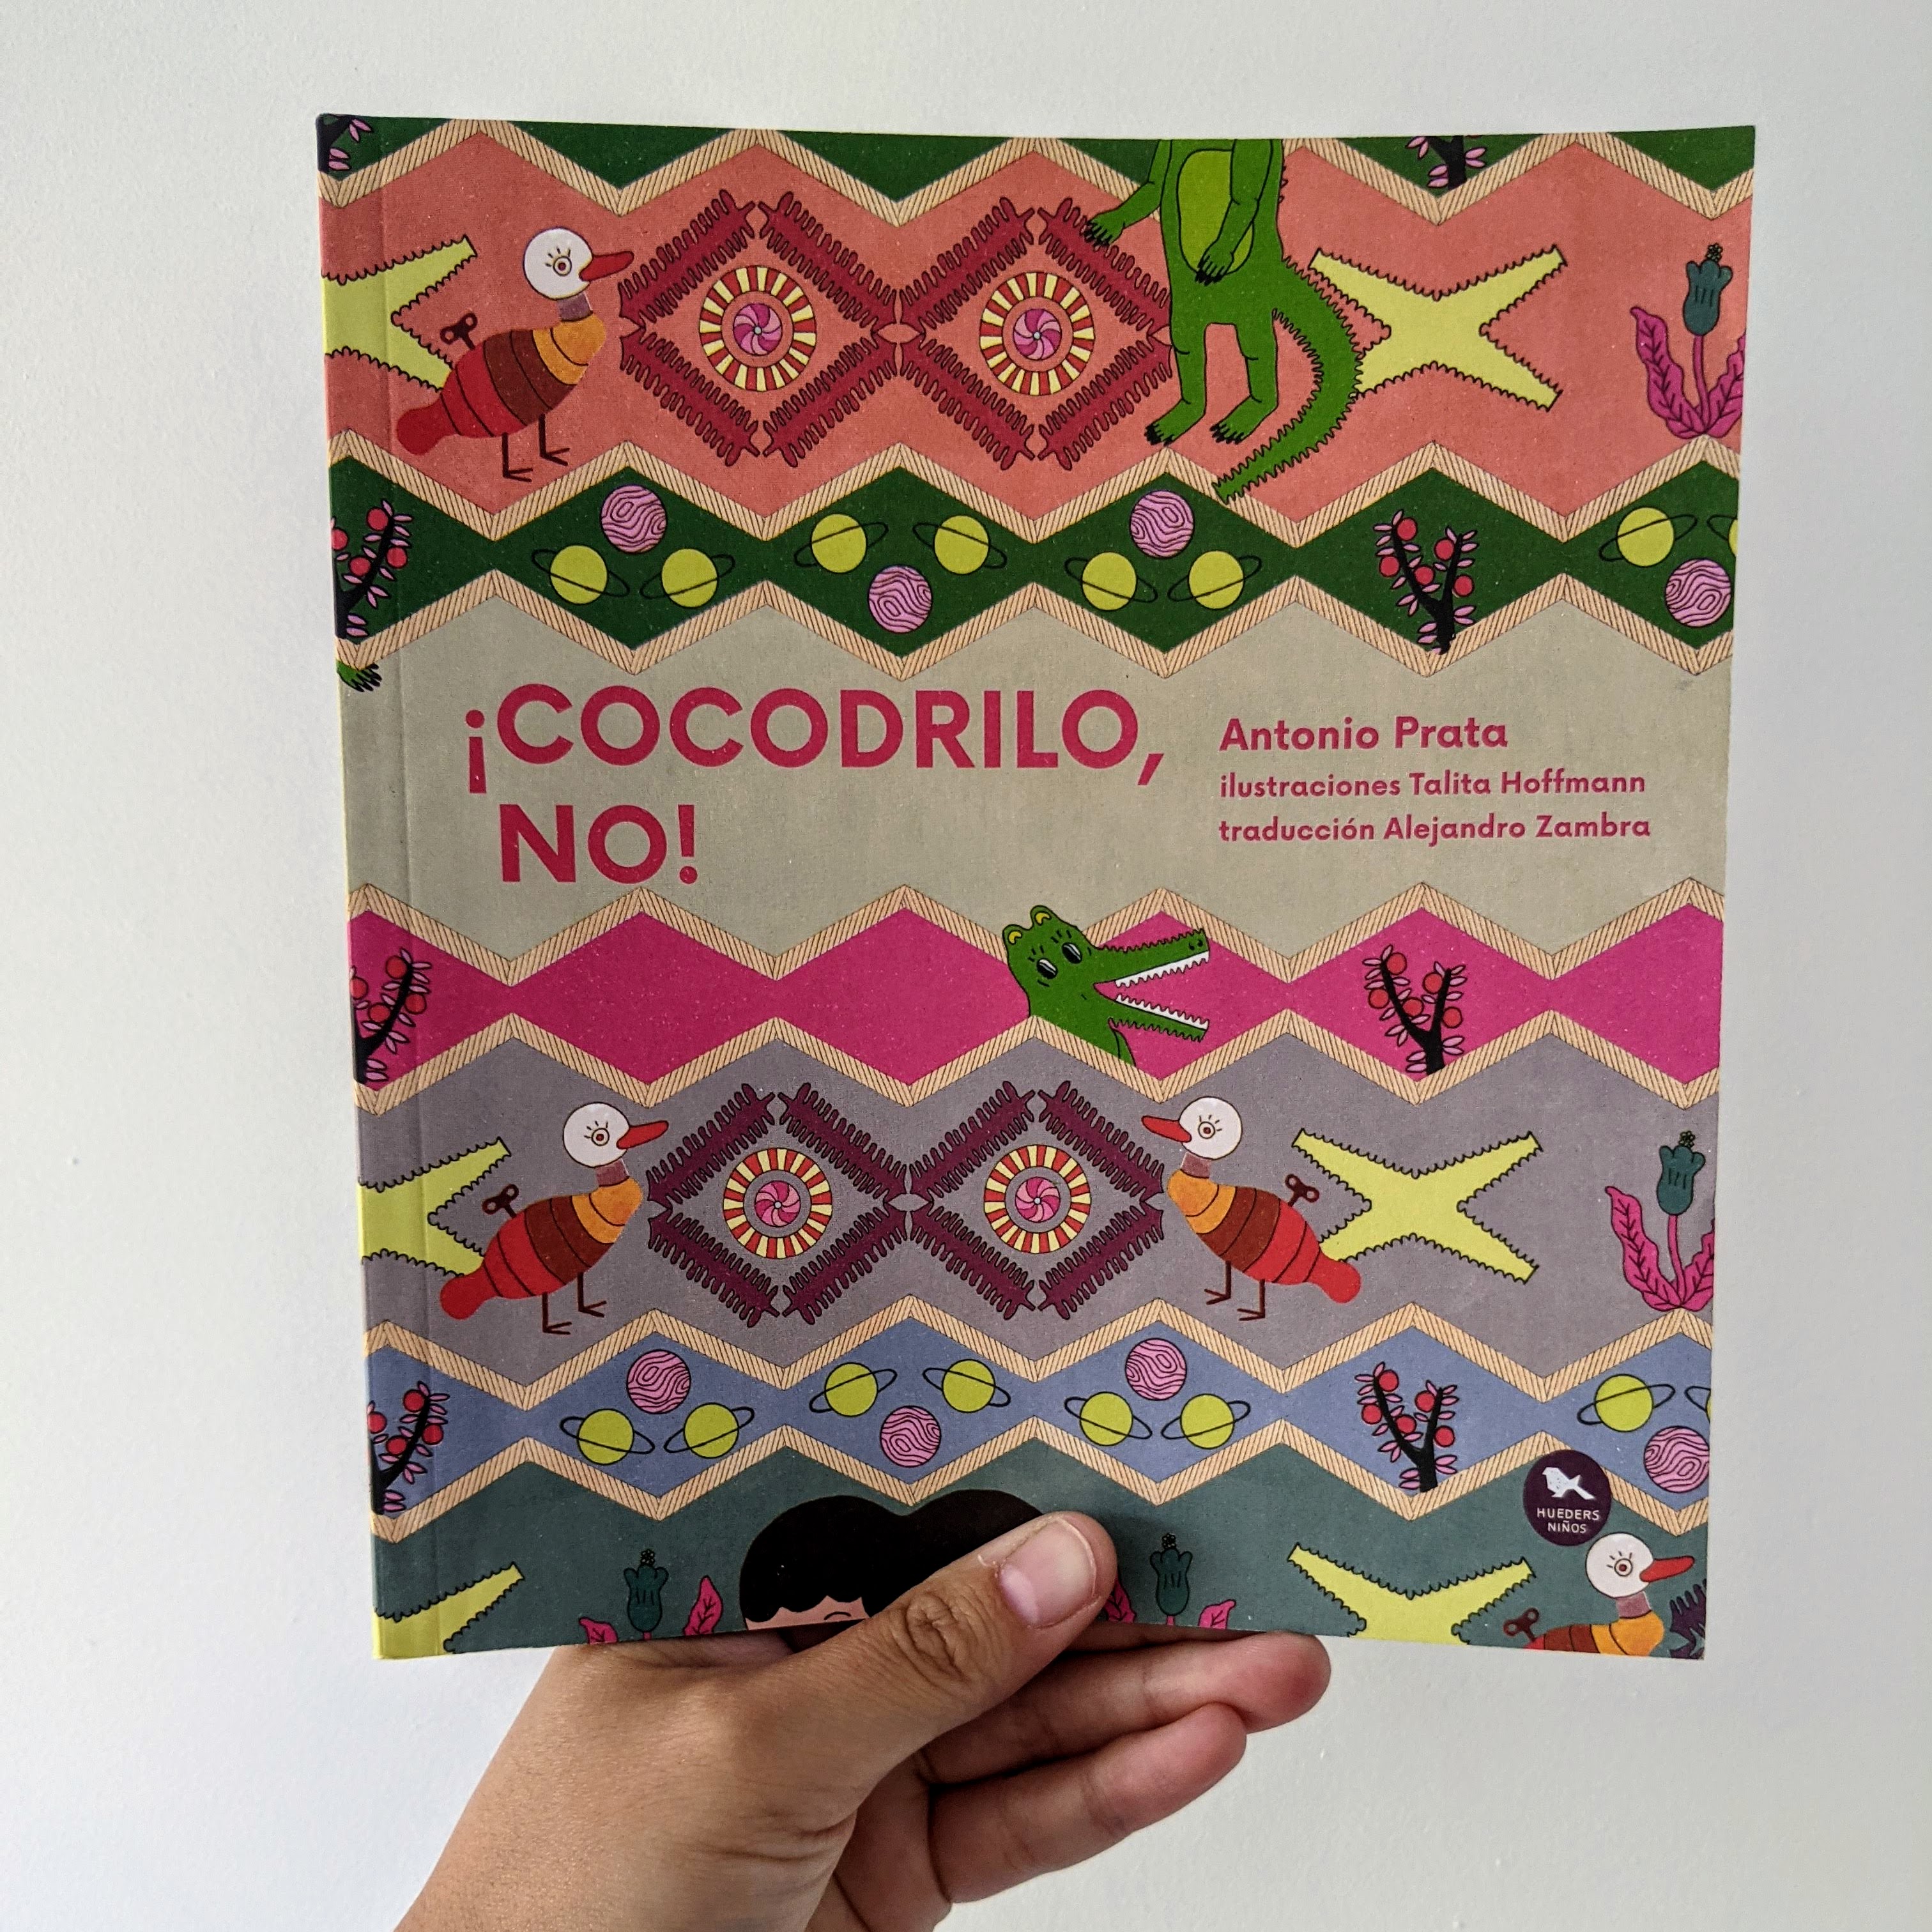 ¡COCODRILO,
NO!
Antonio Prata
ilustraciones Talita Hoffmann
traducción Alejandro Zambra
HUEDERS
NIÑOS